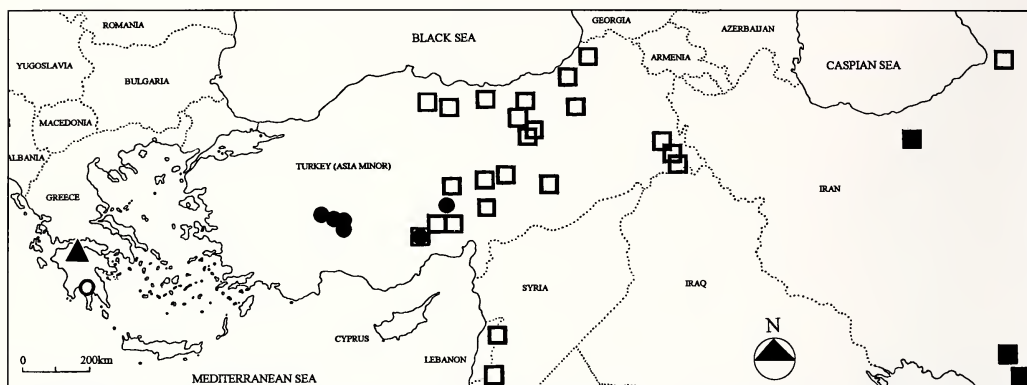 ROMANIA
GEORGIA
AZERBAIJAN
BLACK SEA
YUGOSLAVIA
ARMENIA
CASPIAN SEA
BULGARIA
MACEDONIA
ALBANIA
TURKEY (ASIA MINOR)
GREECE
IRAN
SYRIA
IRAQ
N
CYPRUS
LEBANON
0 200km
MEDITERRANEAN SEA